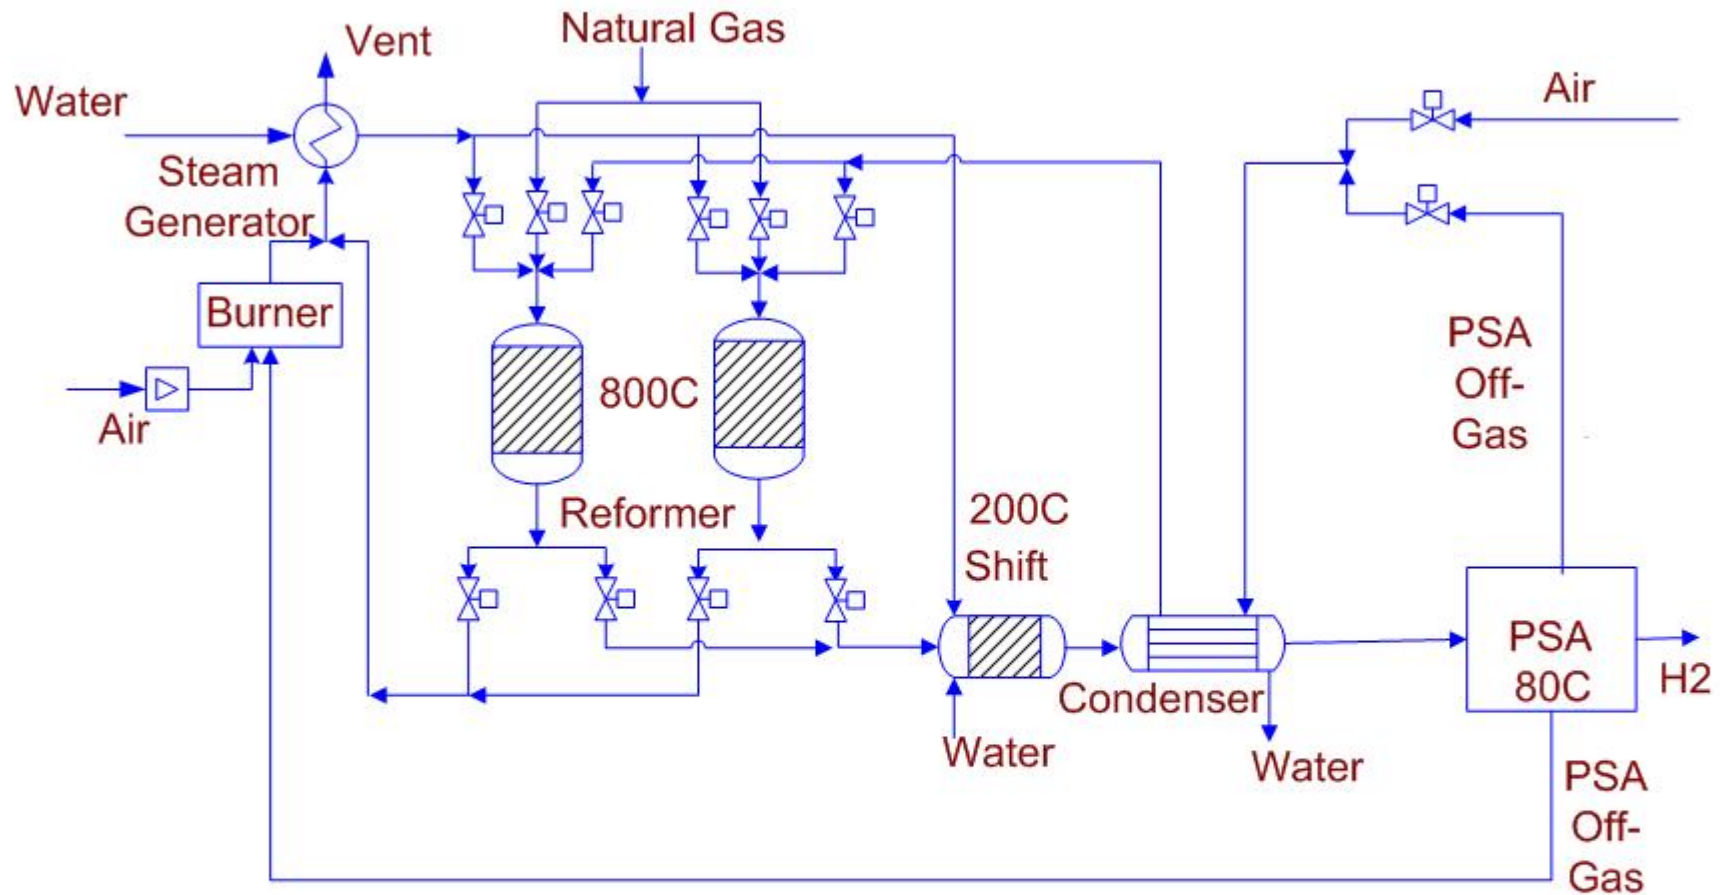 Natural Gas
Vent
Water
Air
Steam
Generator
Burner
Air
800C
PSA
Off-
Gas
Reformer
200C
Shift
PSA
80C
H2
Condenser
Water
Water
PSA
Off-
Gas